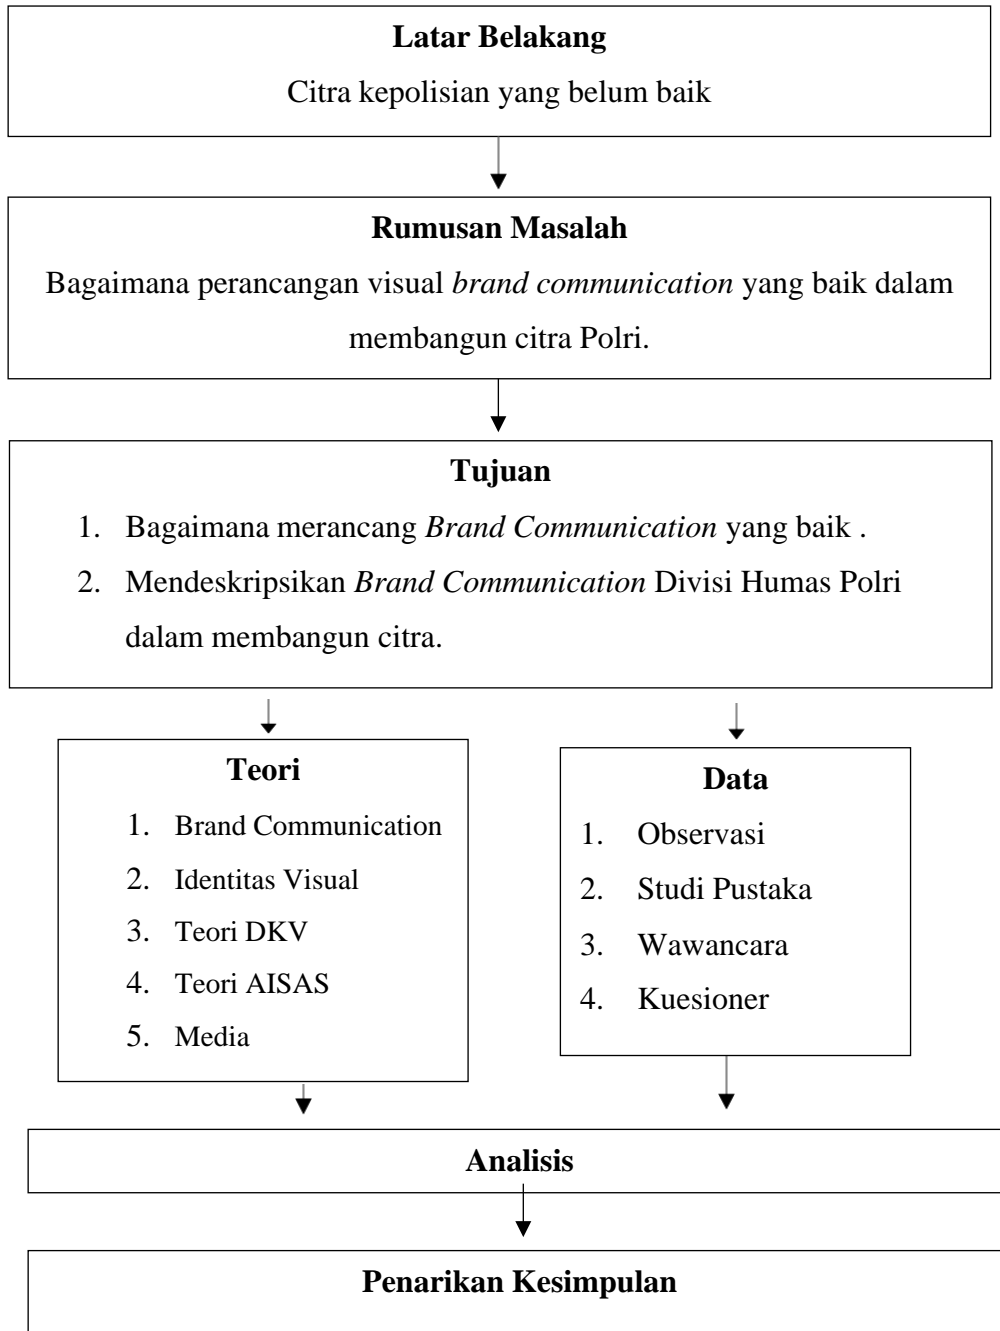 Latar Belakang
Citra kepolisian yang belum baik
Rumusan Masalah
Bagaimana perancangan visual brand communication yang baik dalam
membangun citra Polri.
Tujuan
1. Bagaimana merancang Brand Communication yang baik .
2. Mendeskripsikan Brand Communication Divisi Humas Polri
dalam membangun citra.
Teori
1. Brand Communication
2. Identitas Visual
3. Teori DKV
4. Teori AISAS
5. Media
Data
1. Observasi
2. Studi Pustaka
3. Wawancara
4. Kuesioner
Analisis
Penarikan Kesimpulan